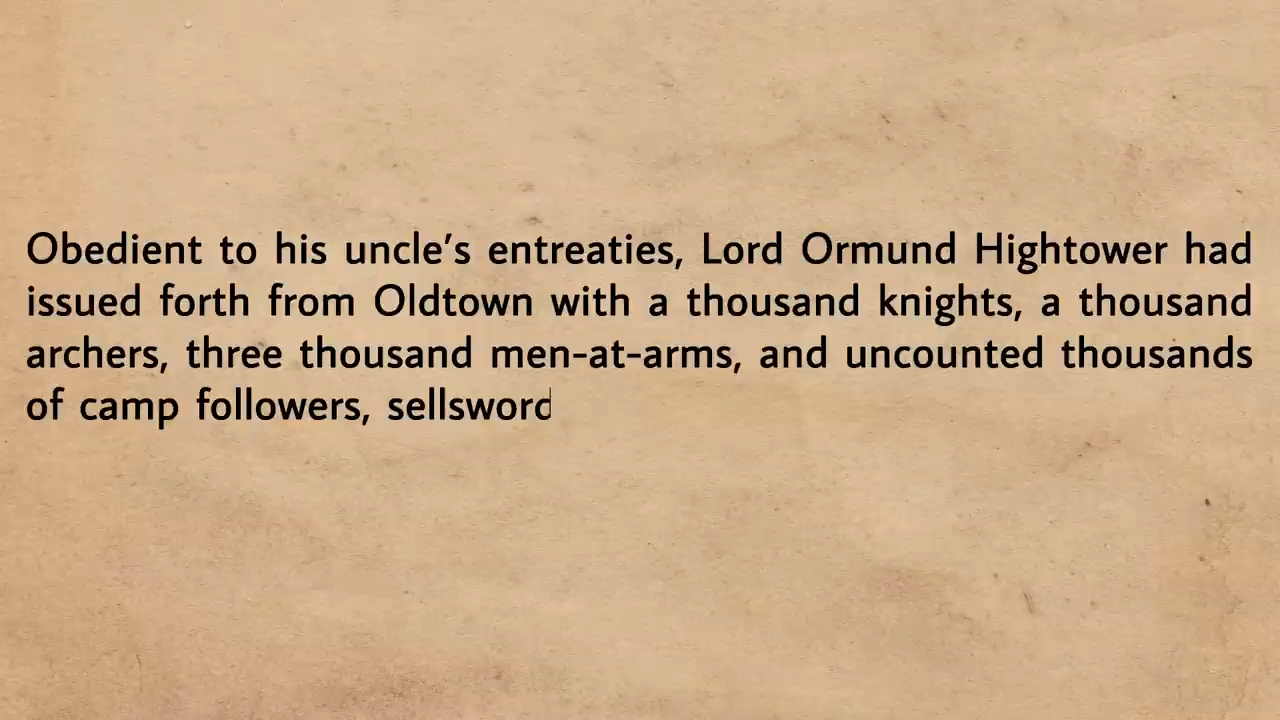 Obedient to his uncle's entreaties, Lord Ormund Hightower had
issued forth from Oldtown with a thousand knights, a thousand
archers, three thousand men-at-arms, and uncounted thousands
of camp followers, sellsword